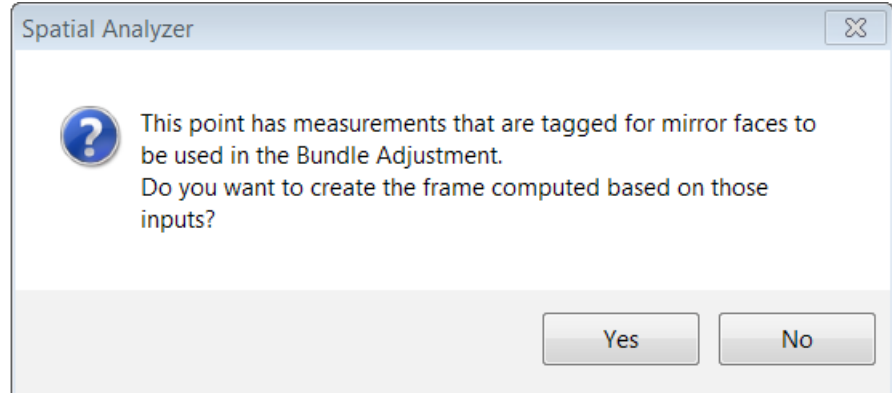 Spatial Analyzer
This point has measurements that are tagged for mirror faces to
be used in the Bundle Adjustment.
Do you want to create the frame computed based on those
inputs?
Yes
No